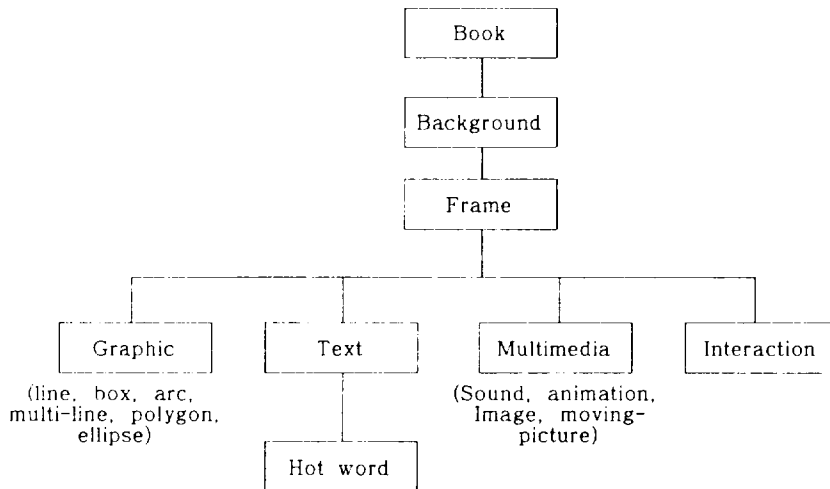 Book
Background
Frame
Graphic
Text
Multimedia
Interaction
(line, box, arc,
multi-line, polygon,
ellipse)
(Sound, animation,
Image, moving-
picture)
Hot word